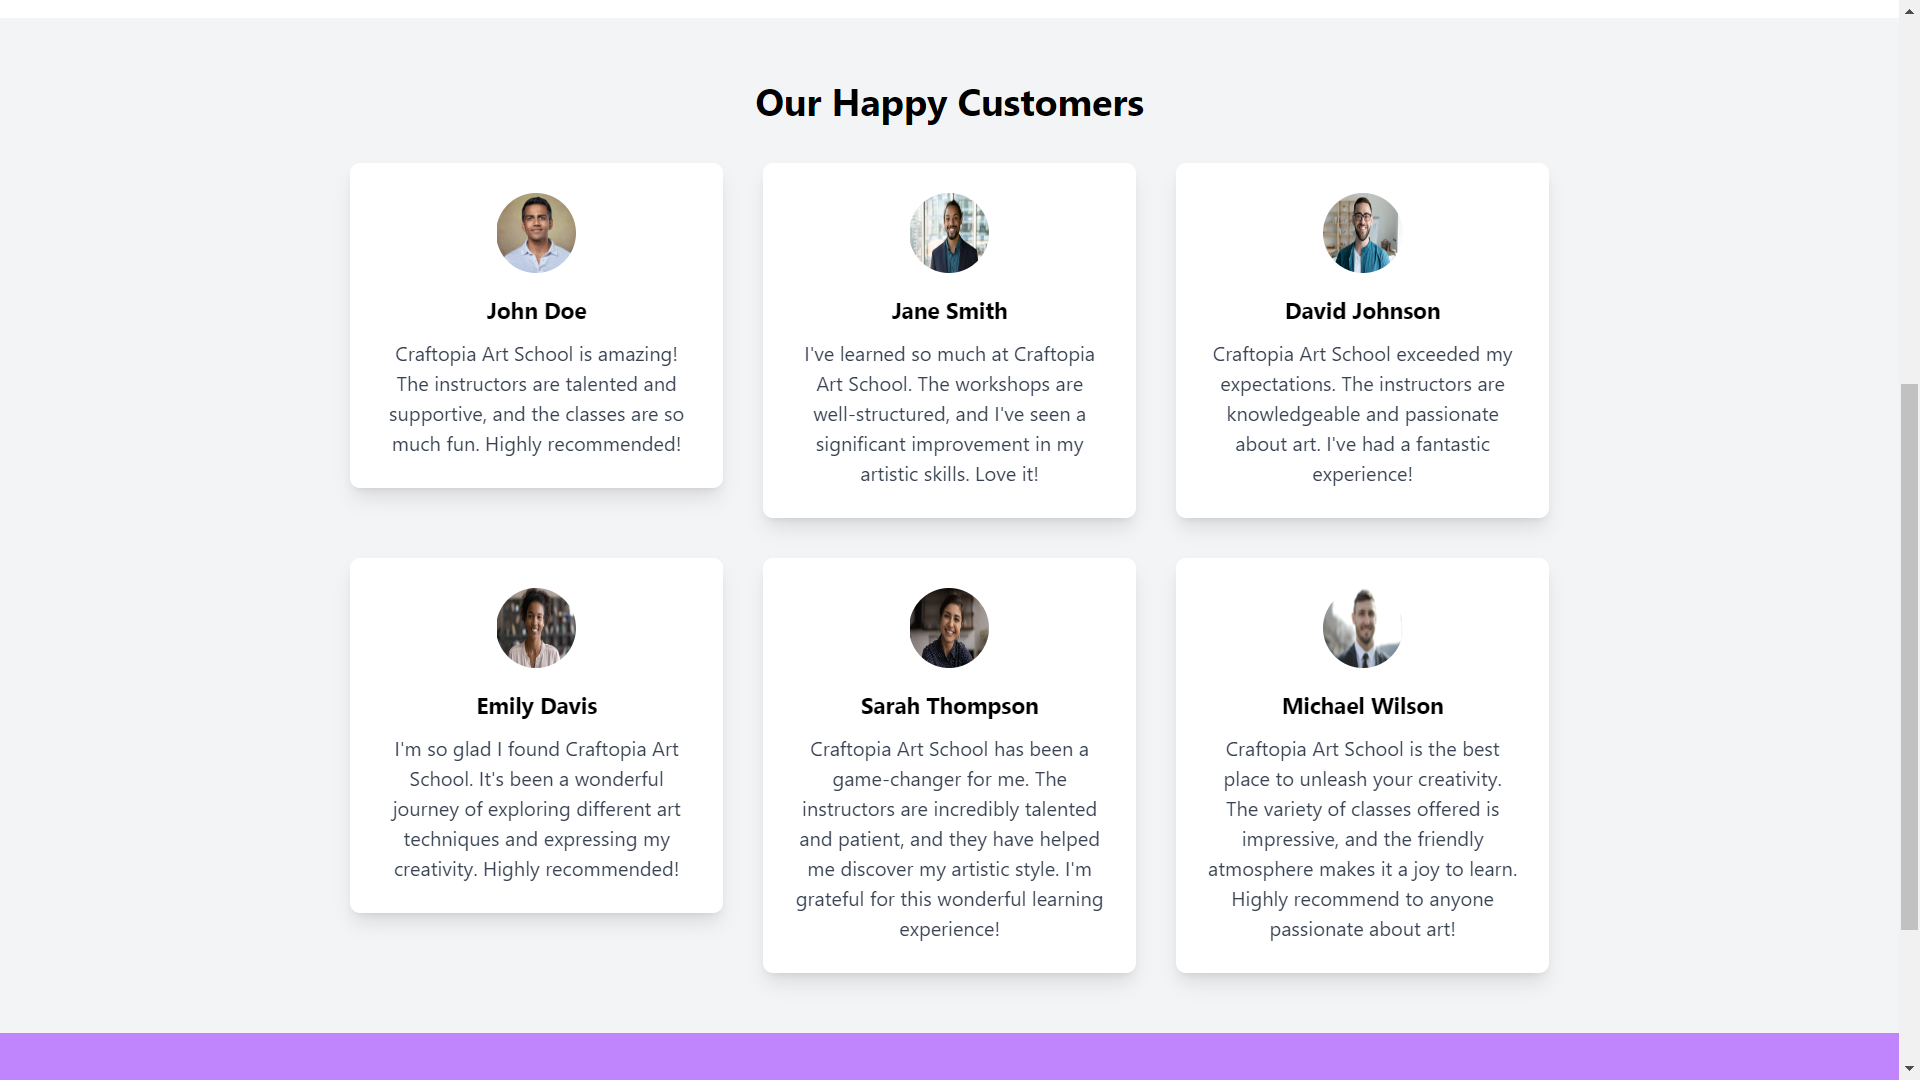 Our Happy Customers
John Doe
Craftopia Art School is amazing!
The instructors are talented and
supportive, and the classes are so
much fun. Highly recommended!
Jane Smith
I've learned so much at Craftopia
Art School. The workshops are
well-structured, and I've seen a
significant improvement in my
artistic skills. Love it!
David Johnson
Craftopia Art School exceeded my
expectations. The instructors are
knowledgeable and passionate
about art. I've had a fantastic
experience!
Emily Davis
I'm so glad I found Craftopia Art
School. It's been a wonderful
journey of exploring different art
techniques and expressing my
creativity. Highly recommended!
Sarah Thompson
Craftopia Art School has been a
game-changer for me. The
instructors are incredibly talented
and patient, and they have helped
me discover my artistic style. I'm
grateful for this wonderful learning
experience!
Michael Wilson
Craftopia Art School is the best
place to unleash your creativity.
The variety of classes offered is
impressive, and the friendly
atmosphere makes it a joy to learn.
Highly recommend to anyone
passionate about art!